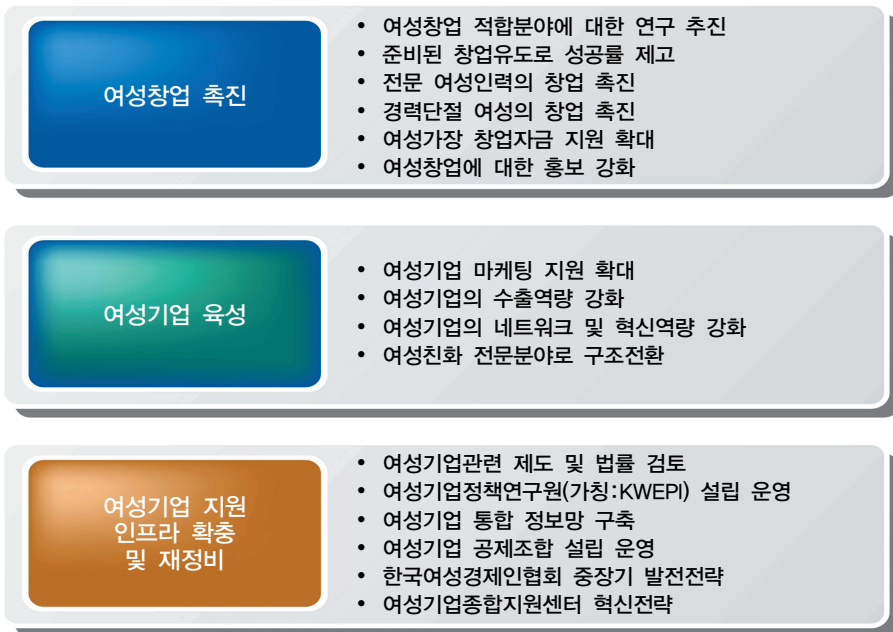 여성창업 촉진
• 여성창업 적합분야에 대한 연구 추진
• 준비된 창업유도로 성공률 제고
• 전문 여성인력의 창업 촉진
• 경력단절 여성의 창업 촉진
• 여성가장 창업자금 지원 확대
• 여성창업에 대한 홍보 강화
여성기업 육성
• 여성기업 마케팅 지원 확대
• 여성기업의 수출역량 강화
• 여성기업의 네트워크 및 혁신역량 강화
• 여성친화 전문분야로 구조전환
여성기업 지원
인프라 확충
및 재정비
• 여성기업관련 제도 및 법률 검토
• 여성기업정책연구원(가칭:KWEPI) 설립 운영
• 여성기업 통합 정보망 구축
• 여성기업 공제조합 설립 운영
• 한국여성경제인협회 중장기 발전전략
• 여성기업종합지원센터 혁신전략